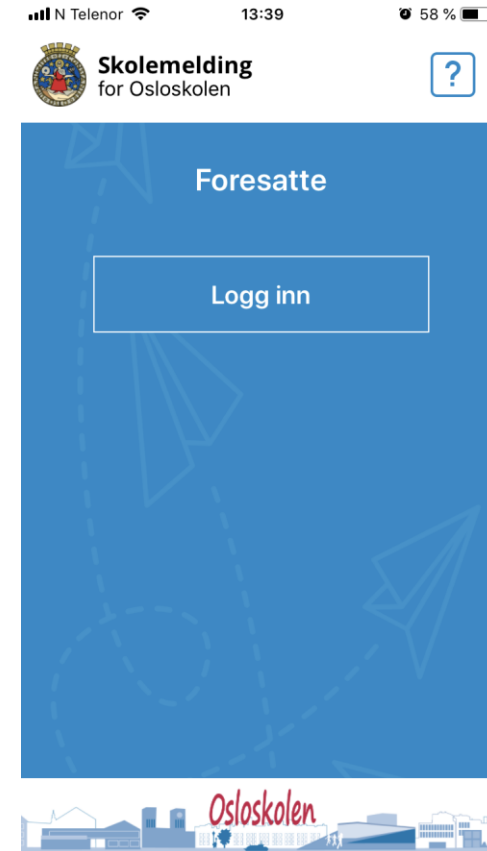 N Telenor 13:39 58 %
Skolemelding
for Osloskolen
?
Foresatte
Logg inn
Osloskolen